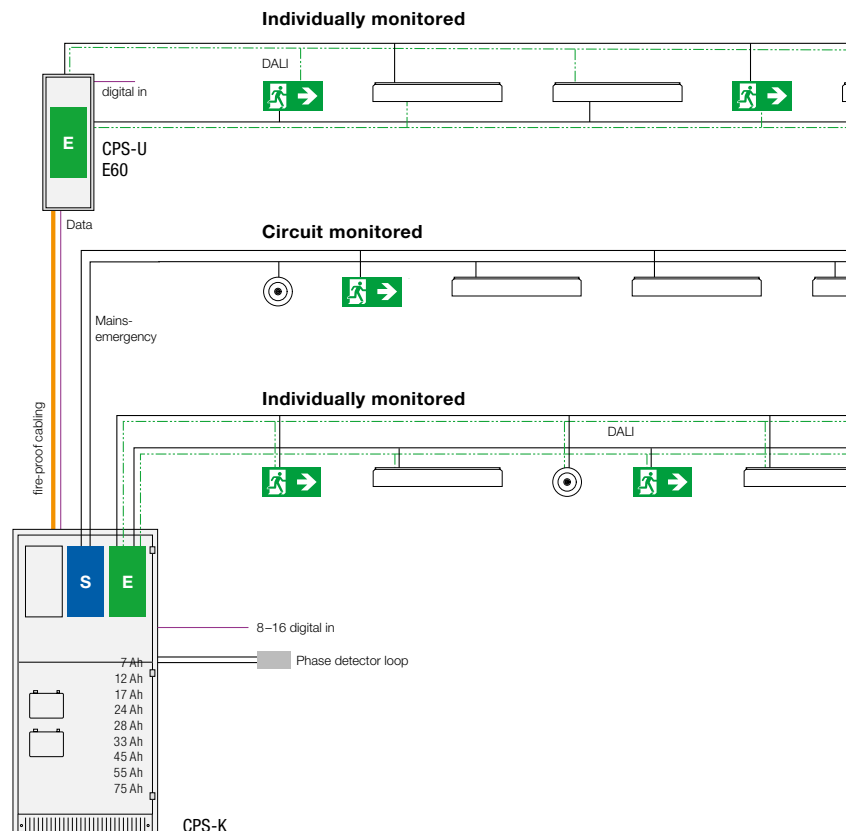 Individually monitored
DALI
digital in
E
CPS-U
E60
Data
Circuit monitored
Mains-
emergency
fire-proof cabling
Individually monitored
DALI
S
E
8–16 digital in
Phase detector loop
7 Ah
12 Ah
17 Ah
24 Ah
28 Ah
33 Ah
45 Ah
55 Ah
75 Ah
CPS-K